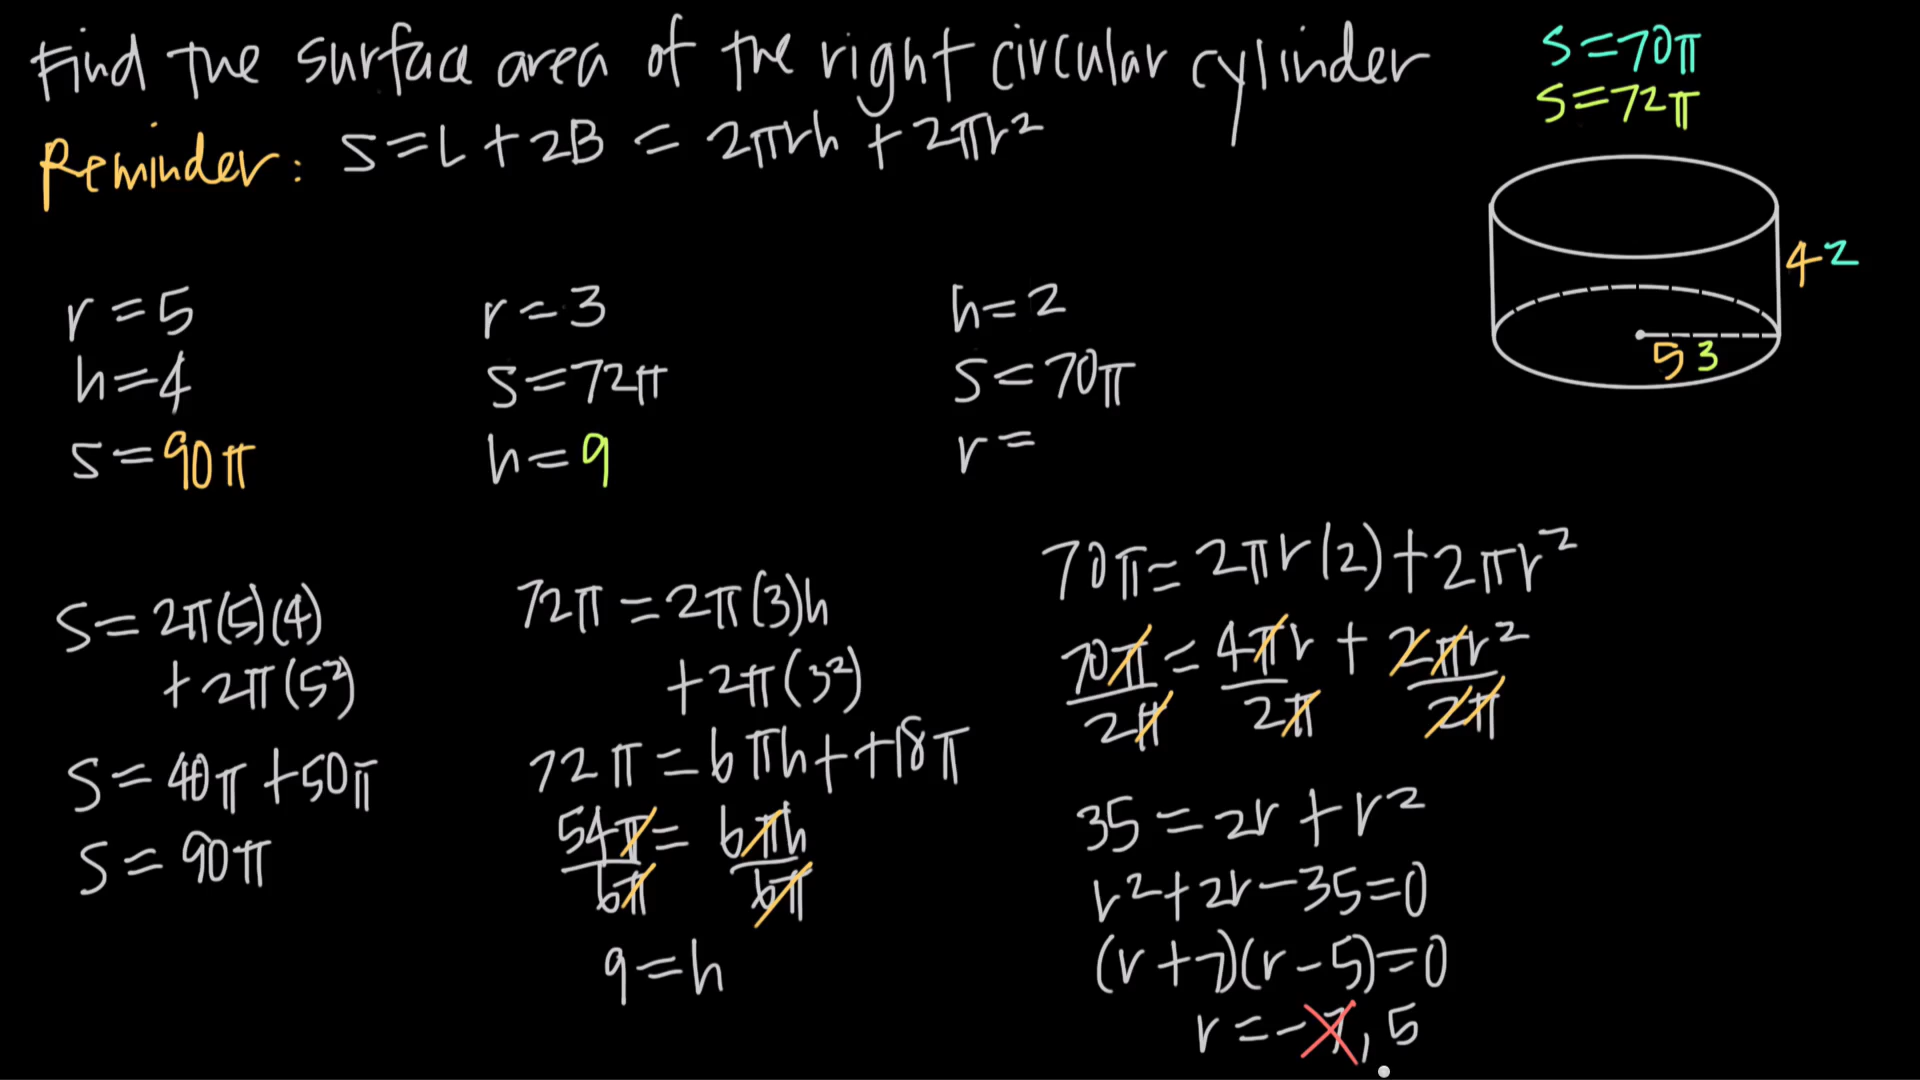 Find the surface area of the right circular cylinder
Reminder: S=L+2B=2πrh+2πr²
S=70π
S=72π
4 2
5 3
r=5
h=4
S=90π
r=3
S=72π
h=9
h=2
S=70π
r=
S=2π(5)(4)
+2π(5²)
S=40π+50π
S=90π
72π=2π(3)h
+2π(3²)
72π=6πh++18π
54π/6π=6πh/6π
9=h
70π=2πr(2)+2πr²
70π/2π=4πr/2π+2πr²/2π
35=2r+r²
r²+2r-35=0
(r+7)(r-5)=0
r=-7,5